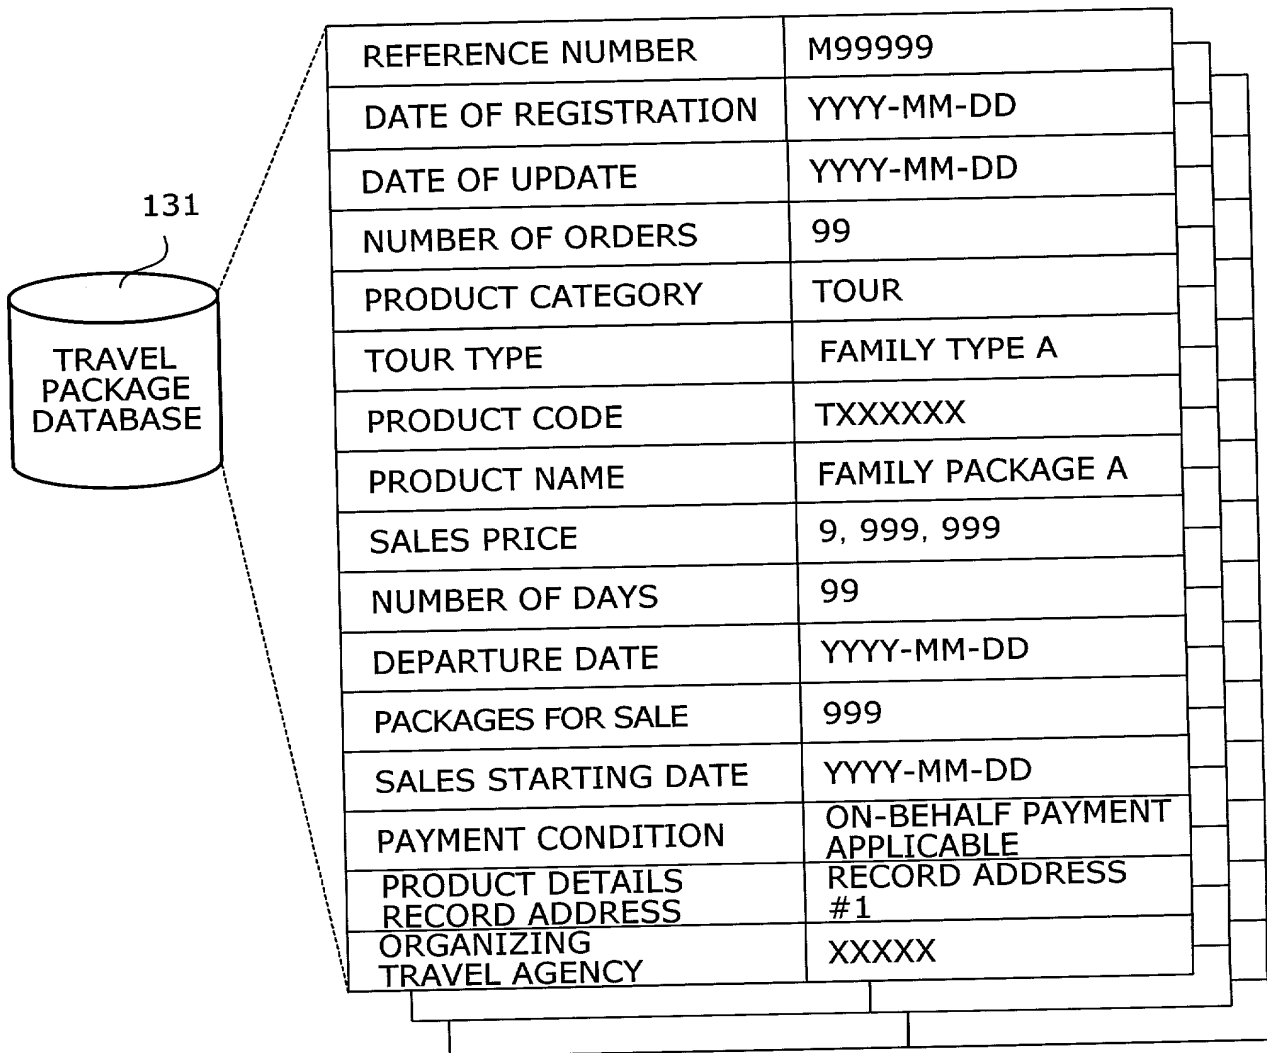 131
TRAVEL
PACKAGE
DATABASE
REFERENCE NUMBER M99999
DATE OF REGISTRATION YYYY-MM-DD
DATE OF UPDATE YYYY-MM-DD
NUMBER OF ORDERS 99
PRODUCT CATEGORY TOUR
TOUR TYPE FAMILY TYPE A
PRODUCT CODE TXXXXXX
PRODUCT NAME FAMILY PACKAGE A
SALES PRICE 9, 999, 999
NUMBER OF DAYS 99
DEPARTURE DATE YYYY-MM-DD
PACKAGES FOR SALE 999
SALES STARTING DATE YYYY-MM-DD
PAYMENT CONDITION ON-BEHALF PAYMENT
APPLICABLE
PRODUCT DETAILS RECORD ADDRESS
RECORD ADDRESS #1
ORGANIZING
TRAVEL AGENCY XXXXX